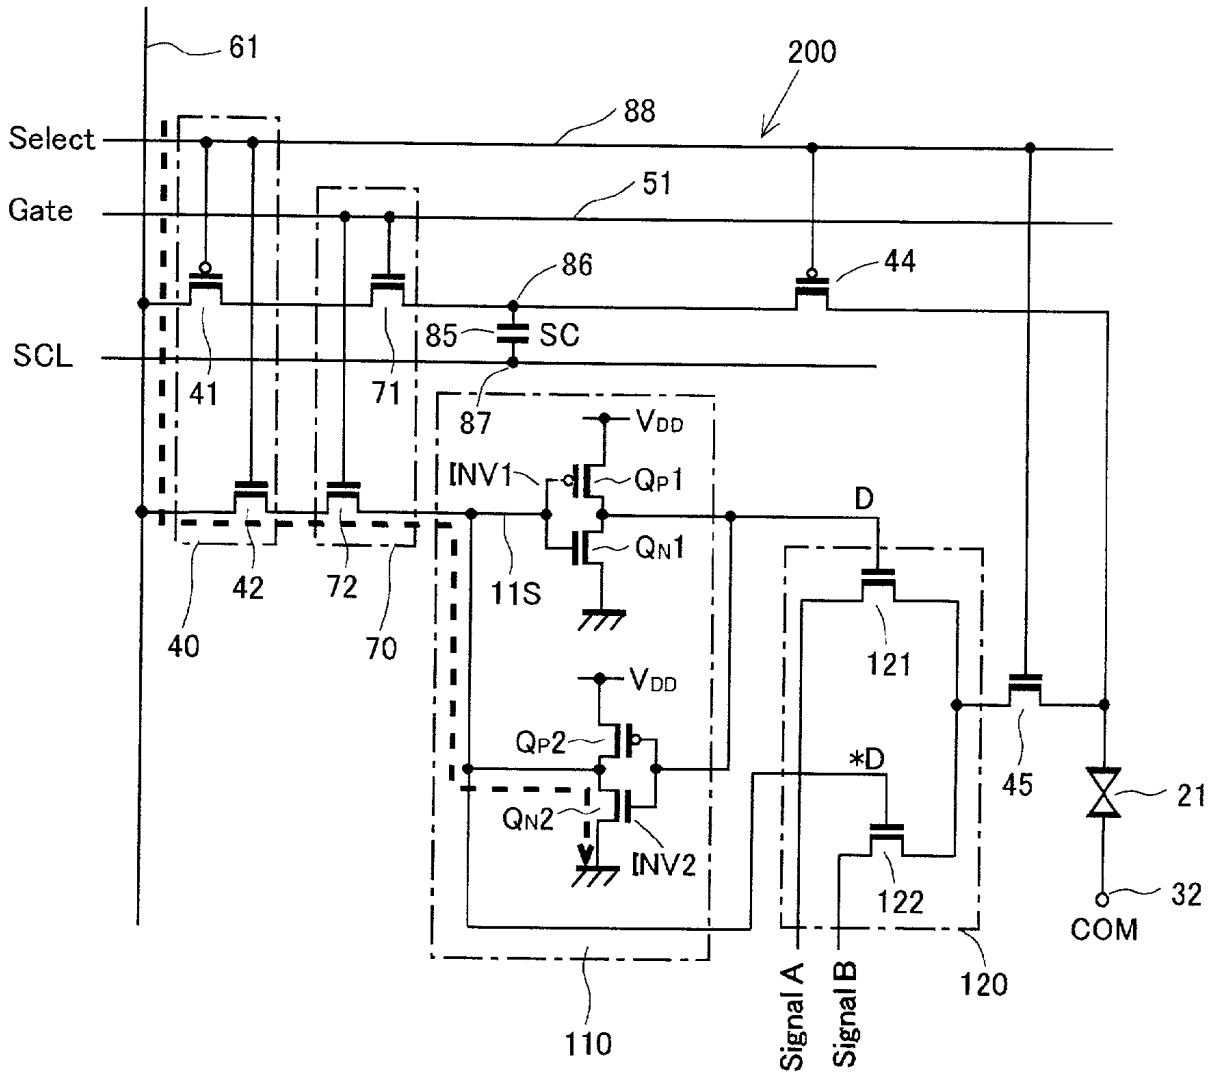 61
200
Select
88
Gate
51
86
44
85
SC
SCL
41
71
87
VDD
INV1
QP1
D
QN1
42
72
11S
40
70
121
VDD
QP2
*D
45
21
QN2
INV2
122
32
COM
120
110
Signal A
Signal B